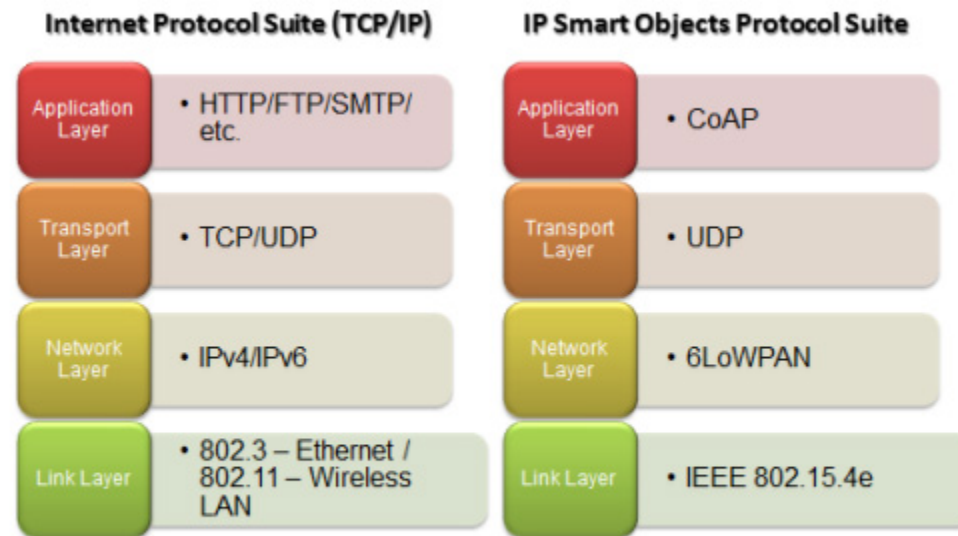 Internet Protocol Suite (TCP/IP)
Application
Layer
• HTTP/FTP/SMTP/
etc.
Transport
Layer
• TCP/UDP
Network
Layer
• IPv4/IPv6
Link Layer
• 802.3 – Ethernet /
802.11 – Wireless
LAN
IP Smart Objects Protocol Suite
Application
Layer
• CoAP
Transport
Layer
• UDP
Network
Layer
• 6LoWPAN
Link Layer
• IEEE 802.15.4e